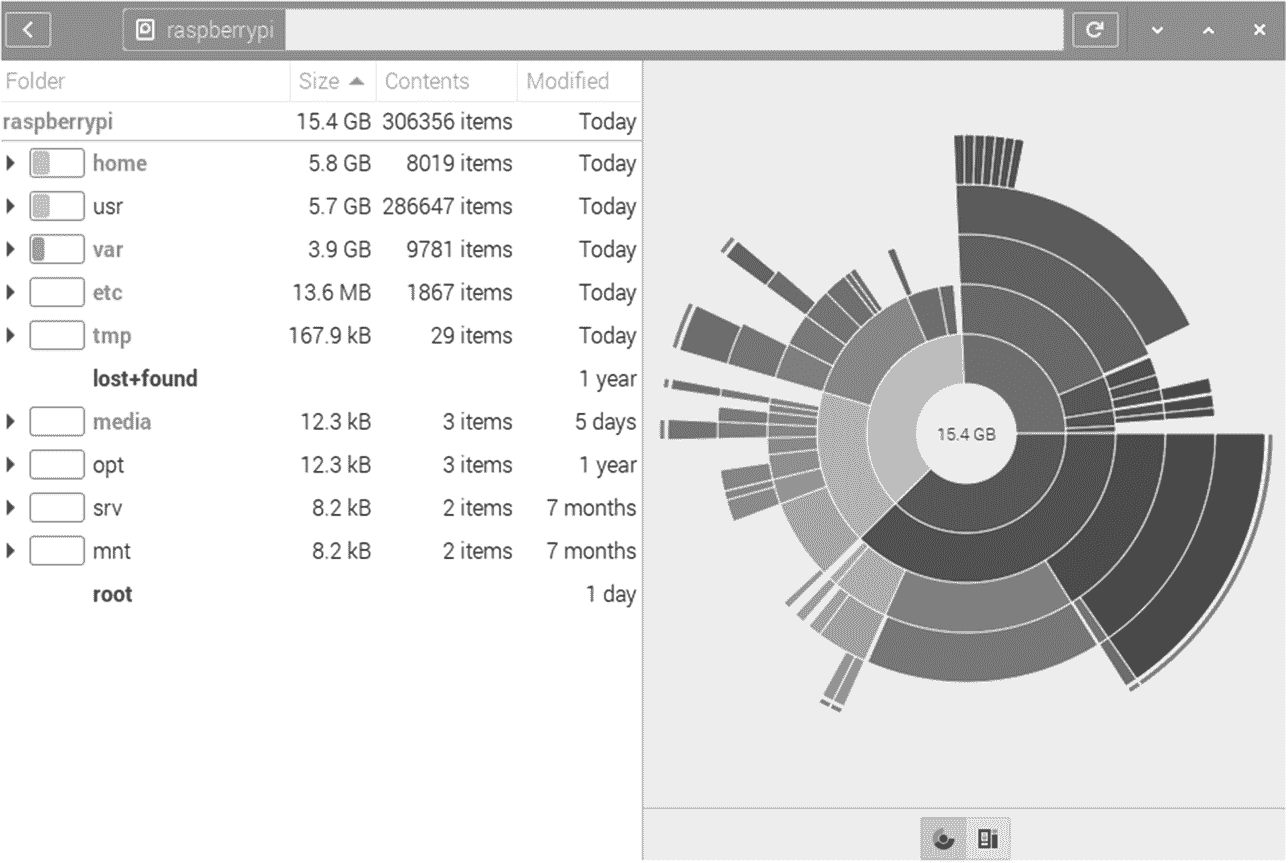 raspberrypi
Folder Size Contents Modified
raspberrypi 15.4 GB 306356 items Today
home 5.8 GB 8019 items Today
usr 5.7 GB 286647 items Today
var 3.9 GB 9781 items Today
etc 13.6 MB 1867 items Today
tmp 167.9 kB 29 items Today
lost+found 1 year
media 12.3 kB 3 items 5 days
opt 12.3 kB 3 items 1 year
srv 8.2 kB 2 items 7 months
mnt 8.2 kB 2 items 7 months
root 1 day
15.4 GB